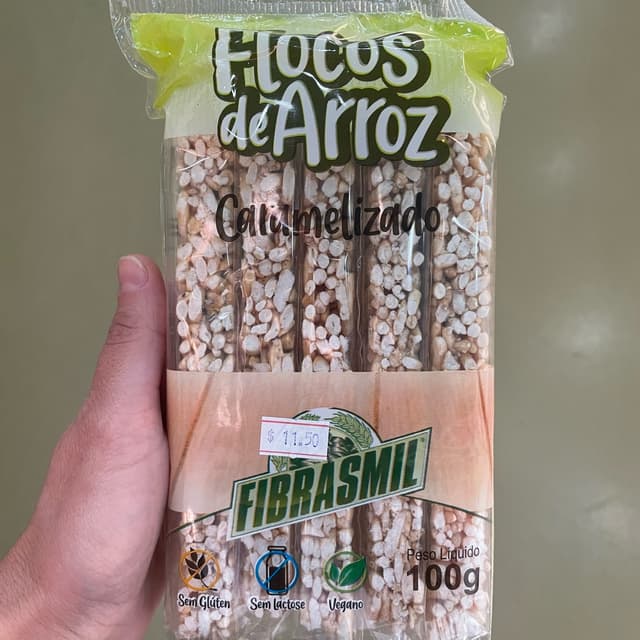 Flocos
de Arroz
Caramelizado
$ 11.50
FIBRASMIL
Sem Glúten
Sem lactose
Vegano
Peso Líquido
100g